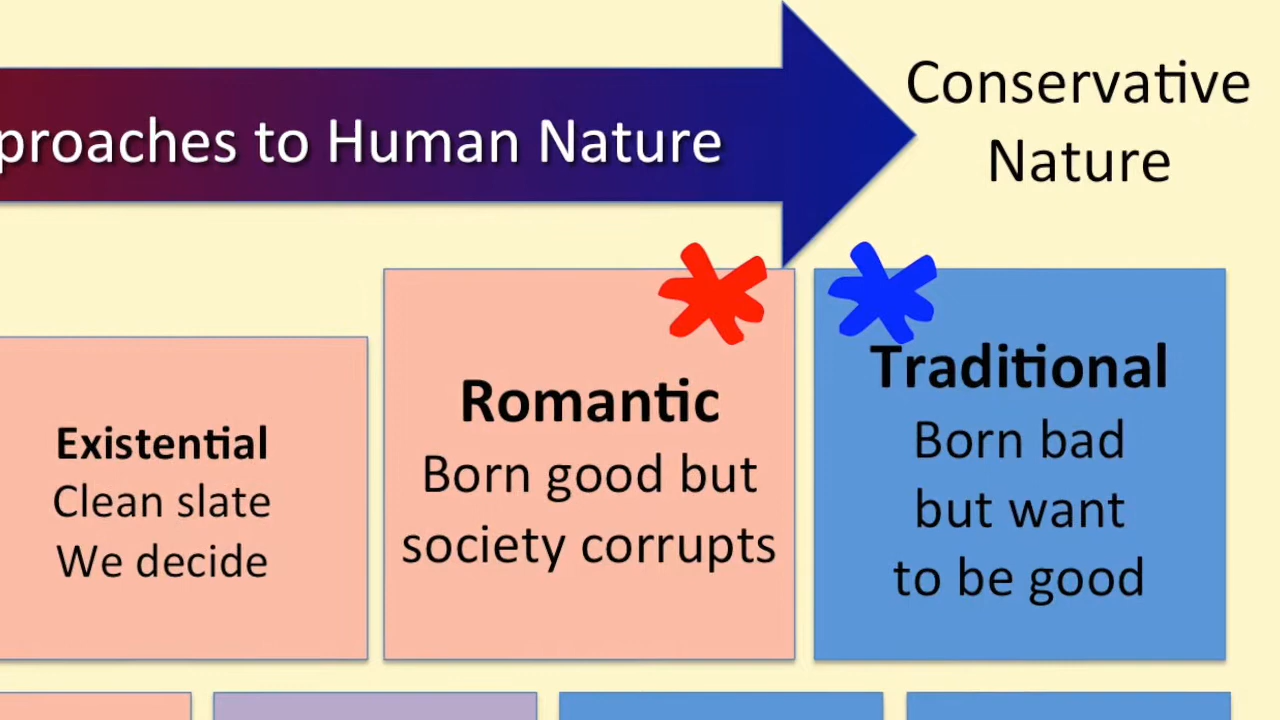 proaches to Human Nature
Conservative
Nature
Existential
Clean slate
We decide
Romantic
Born good but
society corrupts
Traditional
Born bad
but want
to be good